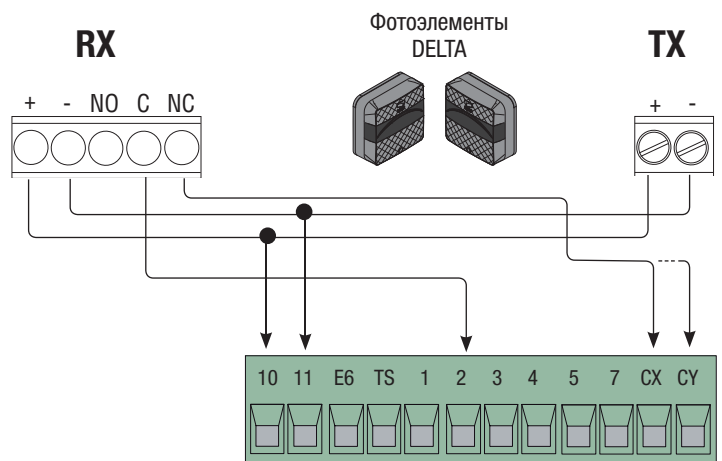 Фотоэлементы
DELTA
RX
TX
+ - NO C NC
+ -
10 11 E6 TS 1 2 3 4 5 7 CX CY